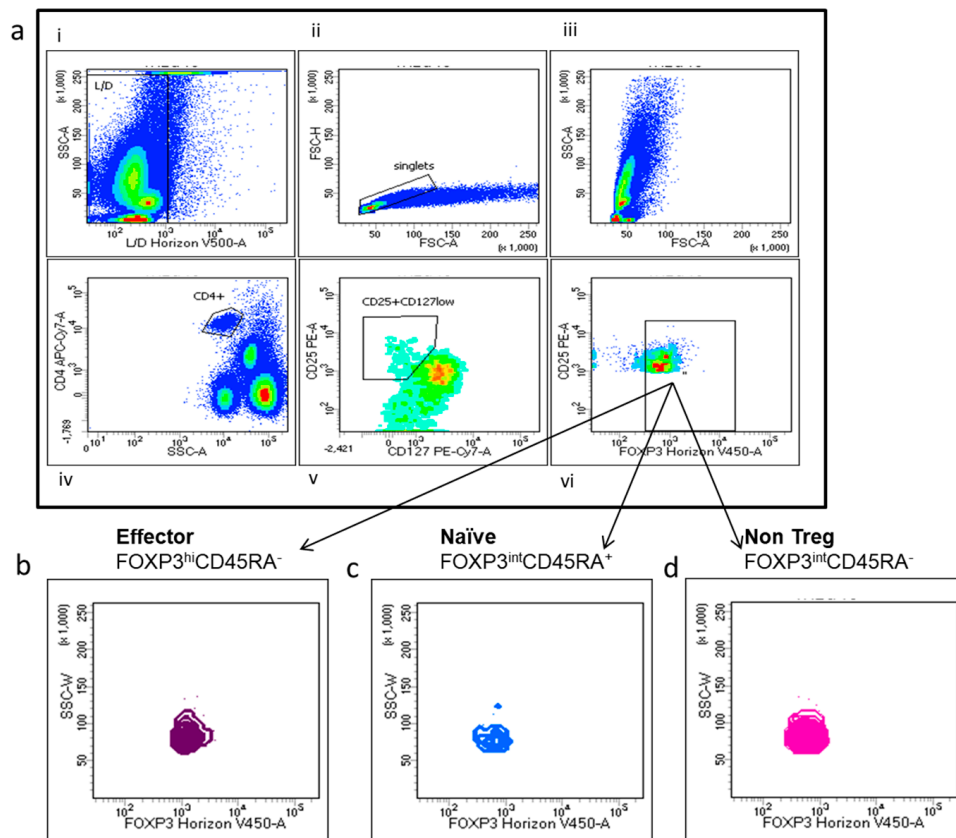 a
i
ii
iii
L/D
SSC-A
(x 1,000)
250
200
150
100
50
10² 10³ 10⁴ 10⁵
L/D Horizon V500-A
singlets
FSC-H
(x 1,000)
250
200
150
100
50
50 100 150 200 250
FSC-A
(x 1,000)
SSC-A
(x 1,000)
250
200
150
100
50
50 100 150 200 250
FSC-A
(x 1,000)
CD4+
CD4 APC-Cy7-A
10⁵
10⁴
10³
0
-1,769
0 10¹ 10² 10³ 10⁴ 10⁵
SSC-A
CD25+CD127low
CD25 PE-A
10⁵
10⁴
10³
10²
-2,421
0 10³ 10⁴ 10⁵
CD127 PE-Cy7-A
CD25 PE-A
10⁵
10⁴
10³
10²
10² 10³ 10⁴ 10⁵
FOXP3 Horizon V450-A
iv
v
vi
Effector
FOXP3ʰⁱCD45RA⁻
Naïve
FOXP3ⁱⁿᵗCD45RA⁺
Non Treg
FOXP3ⁱⁿᵗCD45RA⁻
b
SSC-W
(x 1,000)
250
200
150
100
50
10² 10³ 10⁴ 10⁵
FOXP3 Horizon V450-A
c
SSC-W
(x 1,000)
250
200
150
100
50
10² 10³ 10⁴ 10⁵
FOXP3 Horizon V450-A
d
SSC-W
(x 1,000)
250
200
150
100
50
10² 10³ 10⁴ 10⁵
FOXP3 Horizon V450-A